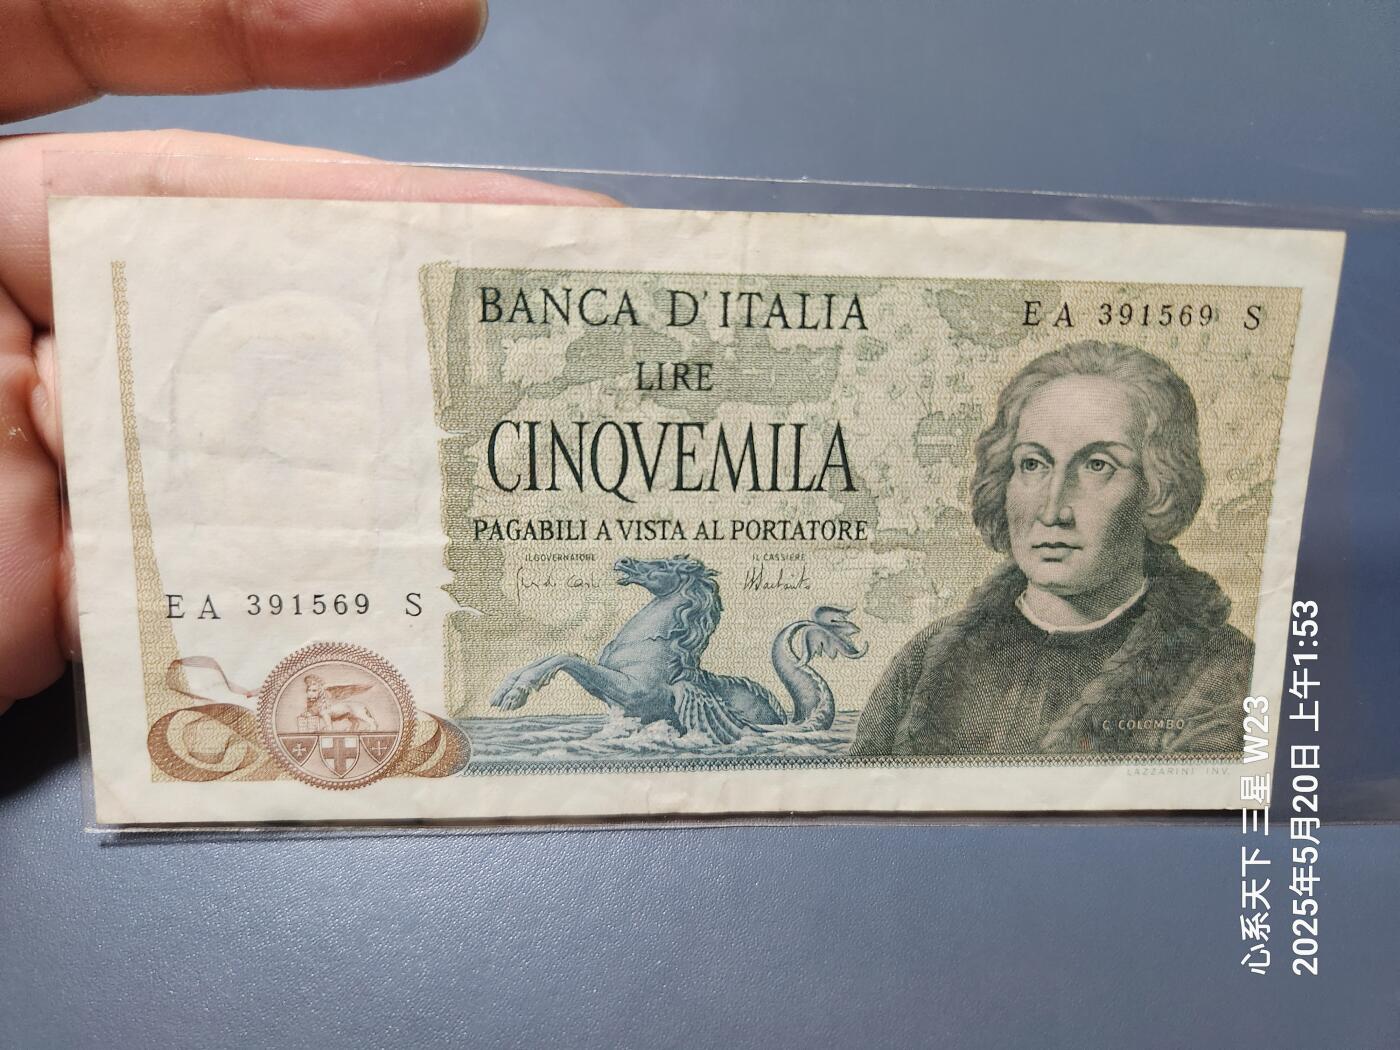 BANCA D'ITALIA
EA 391569 S
LIRE
CINQVEMILA
PAGABILI A VISTA AL PORTATORE
IL GOVERNATORE
IL CASSIERE
EA 391569 S
C. COLOMBO
LAZZARINI INV.
心系天下 三星 W23
2025年5月20日 上午1:53